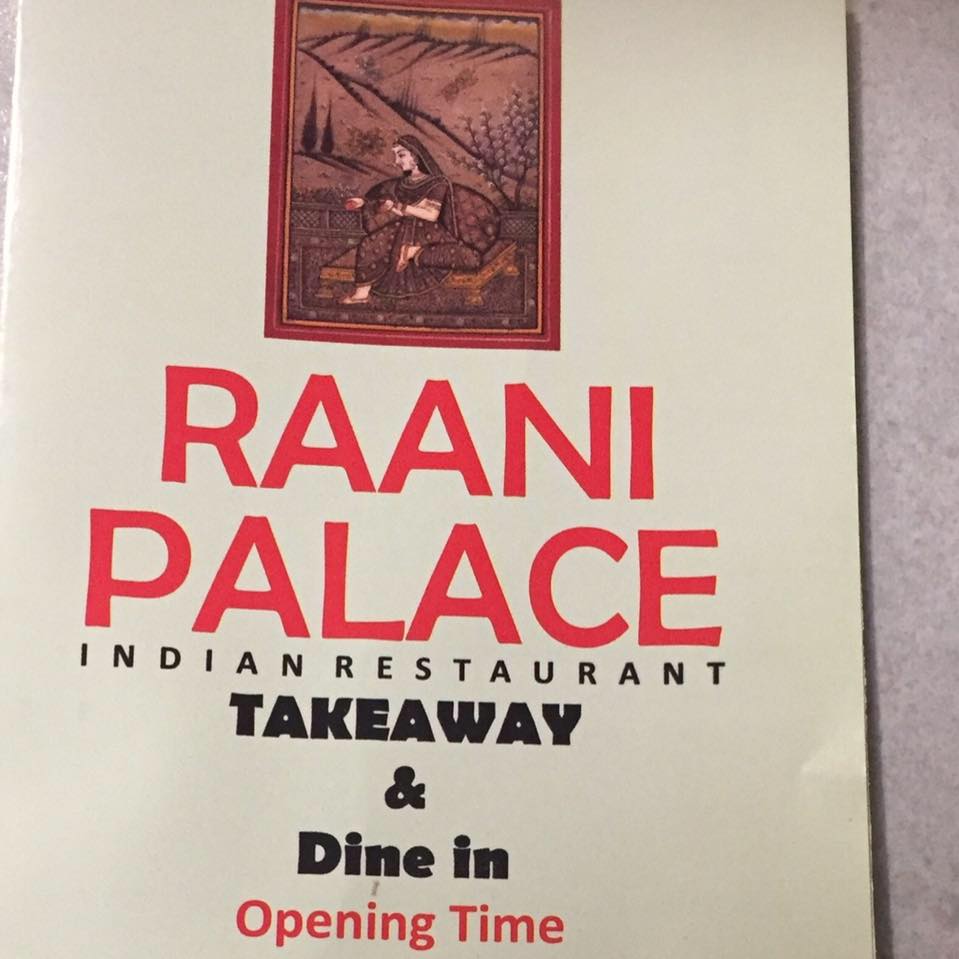 RAANI
PALACE
INDIAN RESTAURANT
TAKEAWAY
&
Dine in
Opening Time